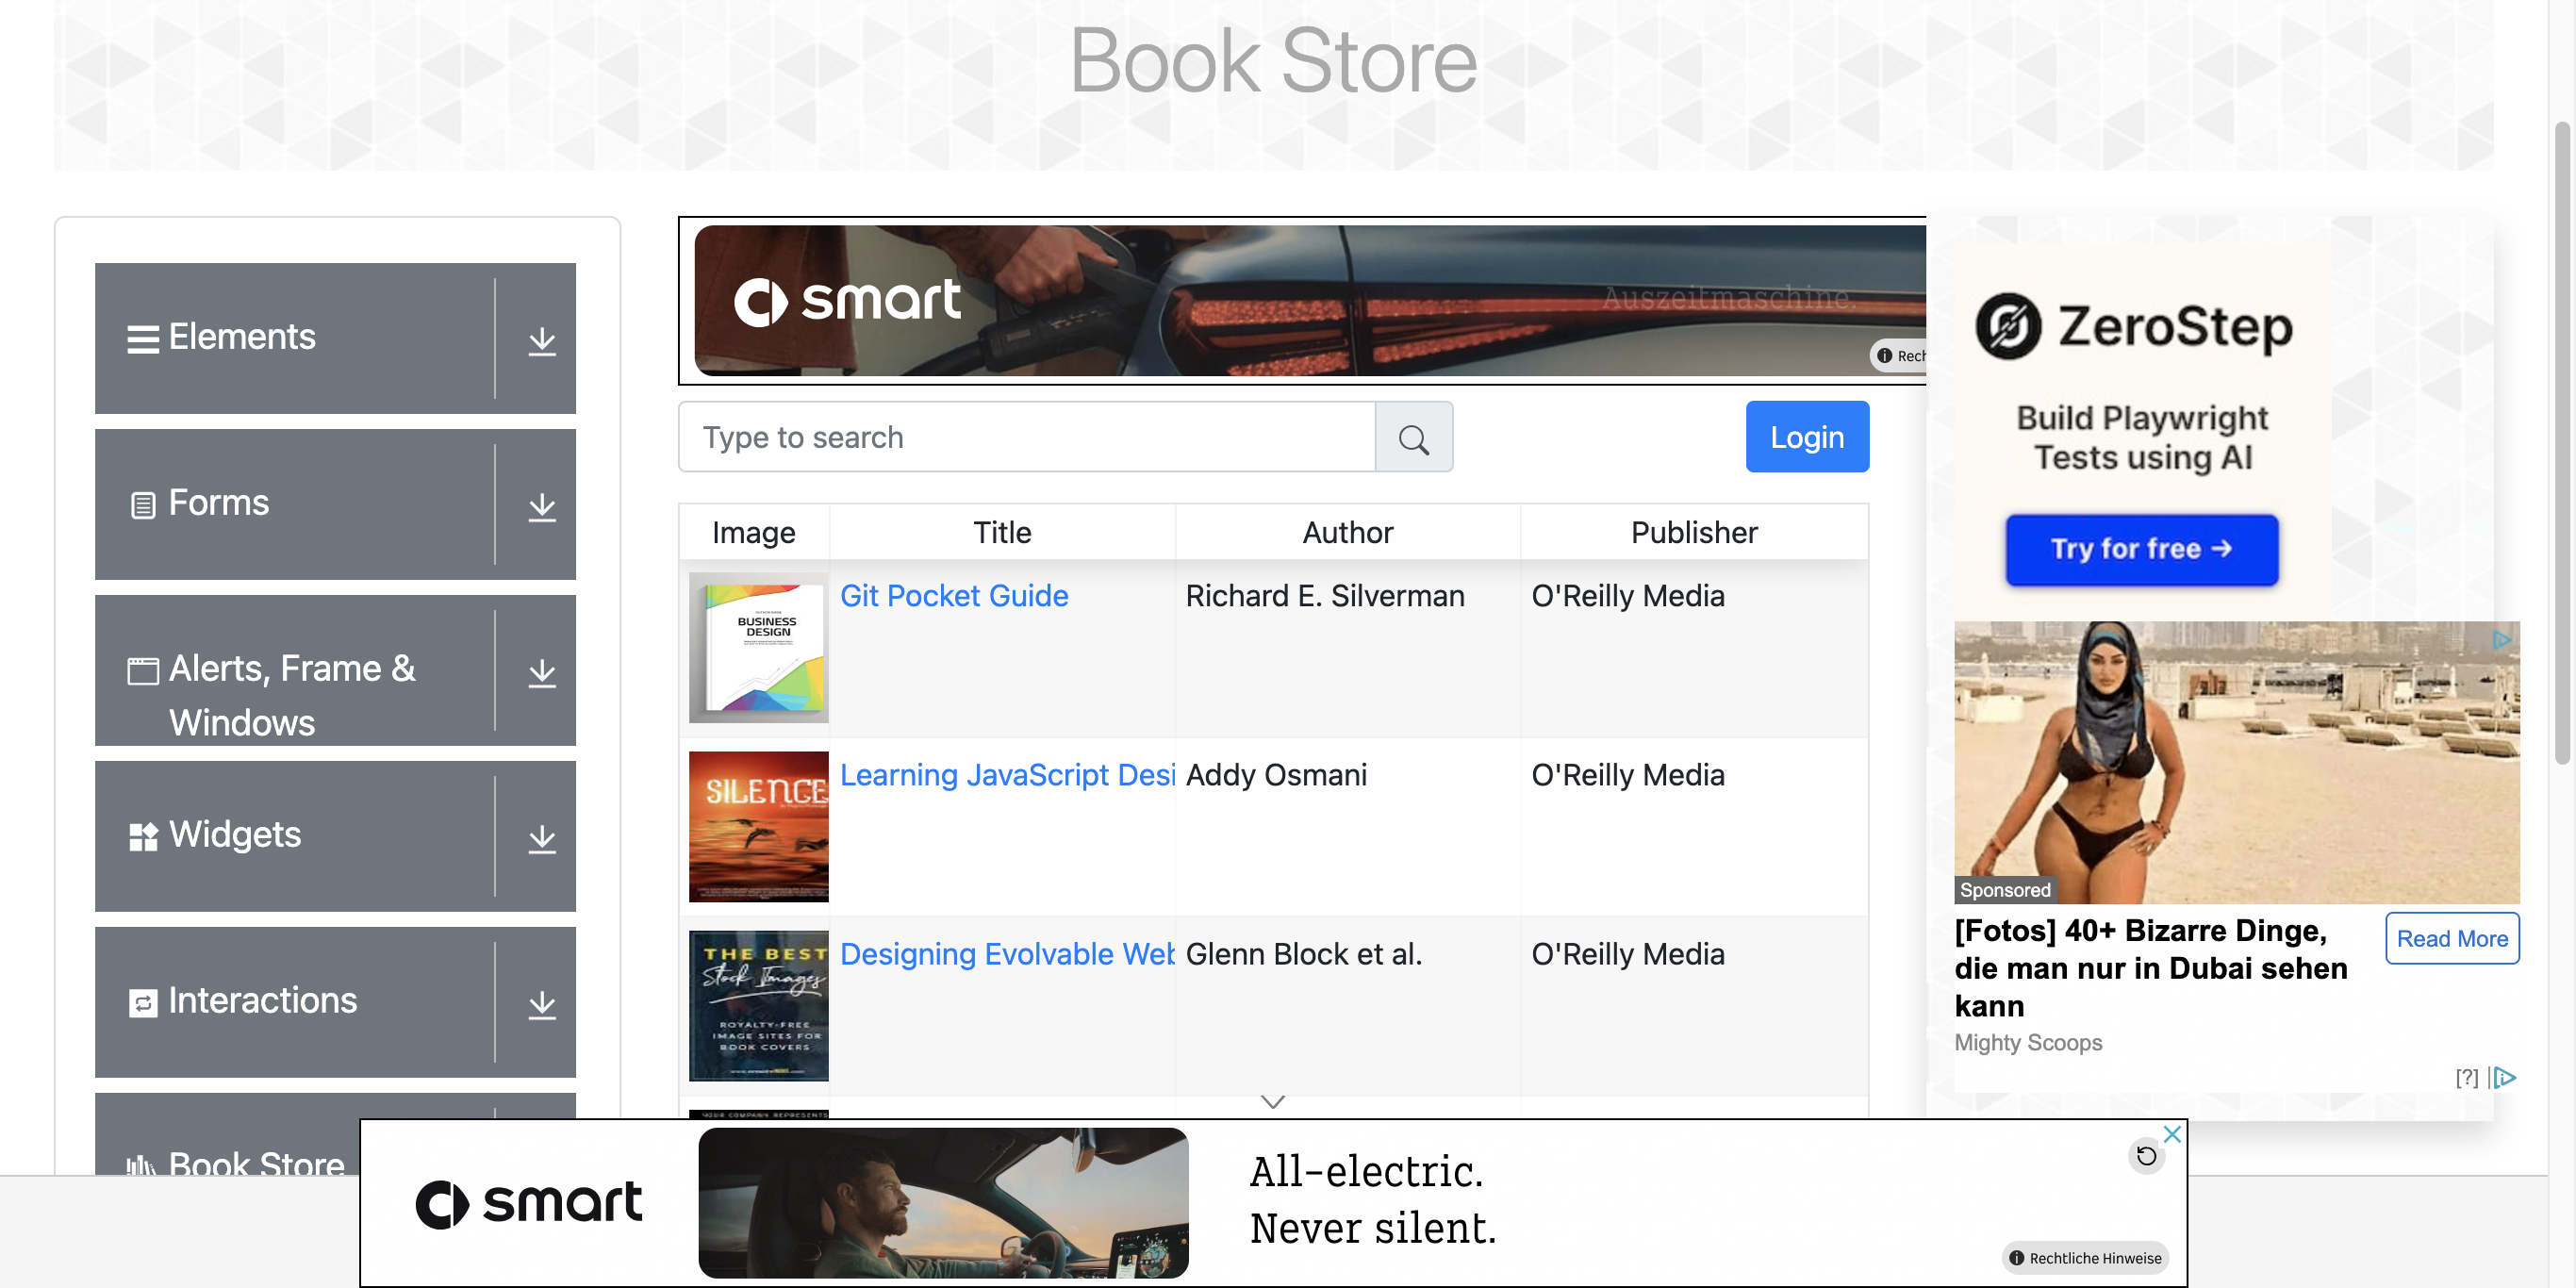 Book Store
Elements
Forms
Alerts, Frame &
Windows
Widgets
Interactions
Book Store
smart
Auszeitmaschine.
Rech
Type to search
Login
Image Title Author Publisher
BUSINESS
DESIGN
Git Pocket Guide Richard E. Silverman O'Reilly Media
SILENCE
Learning JavaScript Desi Addy Osmani O'Reilly Media
THE BEST
Stock Images
ROYALTY-FREE
IMAGE SITES FOR
BOOK COVERS
Designing Evolvable Web Glenn Block et al. O'Reilly Media
YOUR COMPANY REPRESENTS
ZeroStep
Build Playwright
Tests using AI
Try for free →
Sponsored
[Fotos] 40+ Bizarre Dinge,
die man nur in Dubai sehen
kann
Read More
Mighty Scoops
[?]
smart
All-electric.
Never silent.
Rechtliche Hinweise